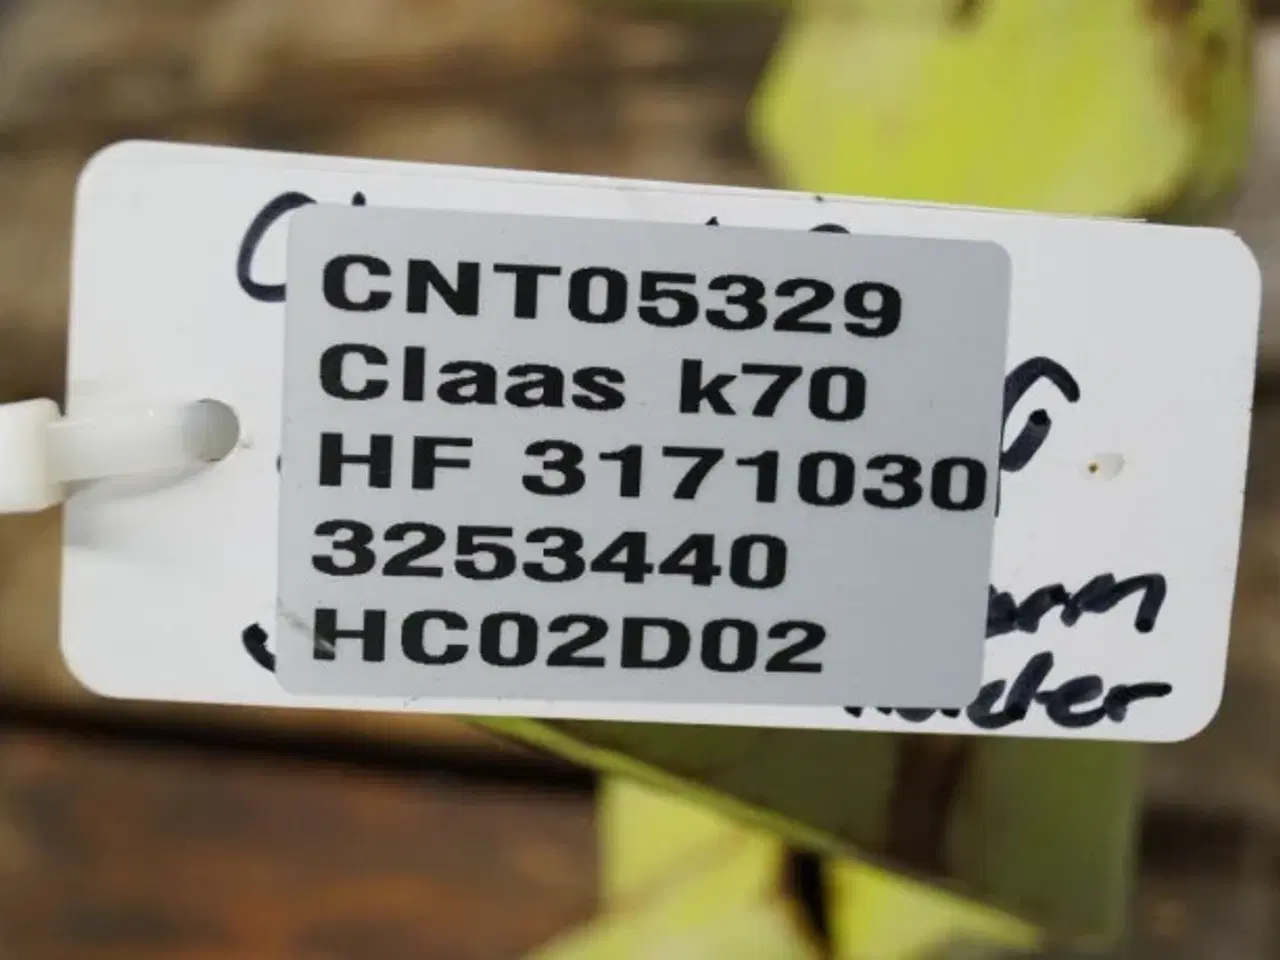 CNT05329
Claas k70
HF 3171030
3253440
HC02D02